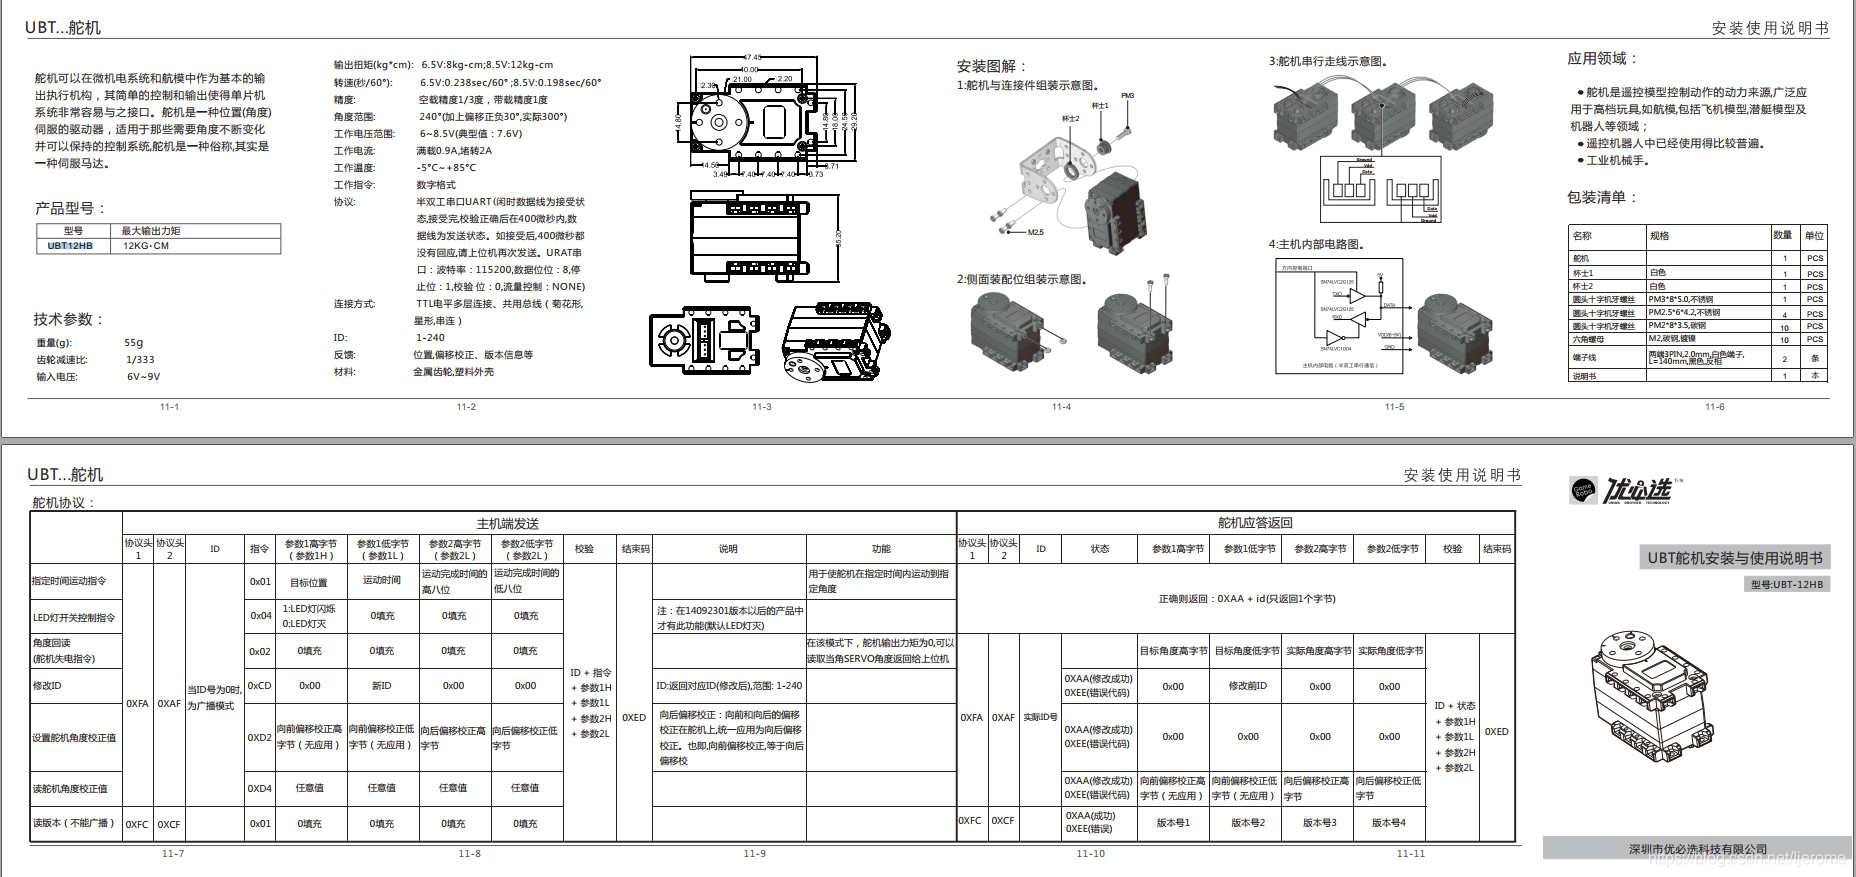 UBT...舵机
安装使用说明书
舵机可以在微机电系统和航模中作为基本的输
出执行机构，其简单的控制和输出使得单片机
系统非常容易与之接口。舵机是一种位置(角度)
伺服的驱动器，适用于那些需要角度不断变化
并可以保持的控制系统,舵机是一种俗称,其实是
一种伺服马达。
产品型号：
型号 最大输出力矩
UBT12HB 12KG·CM
技术参数：
重量(g): 55g
齿轮减速比: 1/333
输入电压: 6V~9V
11-1
输出扭矩(kg*cm): 6.5V:8kg-cm;8.5V:12kg-cm
转速(秒/60°): 6.5V:0.238sec/60° ;8.5V:0.198sec/60°
精度: 空载精度1/3度，带载精度1度
角度范围: 240°(加上偏移正负30°,实际300°)
工作电压范围: 6~8.5V(典型值：7.6V)
工作电流: 满载0.9A,堵转2A
工作温度: -5°C~+85°C
工作指令: 数字格式
协议: 半双工串口UART(闲时数据线为接受状
态,接受完,校验正确后在400微秒内,数
据线为发送状态。如接受后,400微秒都
没有回应,请上位机再次发送。URAT串
口：波特率：115200,数据位位：8,停
止位：1,校验 位：0,流量控制：NONE)
连接方式: TTL电平多层连接、共用总线（菊花形,
星形,串连）
ID: 1-240
反馈: 位置,偏移校正、版本信息等
材料: 金属齿轮,塑料外壳
11-2
47.45
40.00
21.00
2.20
2.30
14.80
14.80
18.00
24.55
29.20
14.50
3.71
3.45 7.40 7.40 7.40 3.73
35.20
11-3
安装图解：
1:舵机与连接件组装示意图。
PM3
杯士1
杯士2
M2.5
2:侧面装配位组装示意图。
11-4
3:舵机串行走线示意图。
Ground
Vdd
Data
Data
Vdd
Ground
4:主机内部电路图。
方向控制端口
SN74LVC2G125
TXD
SN74LVC2G125
RXD
SN74LVC1G04
5V
DATA
VDD(6~9V)
GND
主机内部电路（半双工串行通信）
11-5
应用领域：
● 舵机是遥控模型控制动作的动力来源,广泛应
用于高档玩具,如航模,包括飞机模型,潜艇模型及
机器人等领域；
● 遥控机器人中已经使用得比较普遍。
● 工业机械手。
包装清单：
名称 规格 数量 单位
舵机 1 PCS
杯士1 白色 1 PCS
杯士2 白色 1 PCS
圆头十字机牙螺丝 PM3*8*5.0,不锈钢 1 PCS
圆头十字机牙螺丝 PM2.5*6*4.2,不锈钢 4 PCS
圆头十字机牙螺丝 PM2*8*3.5,碳钢 10 PCS
六角螺母 M2,碳钢,镀镍 10 PCS
端子线 两端3PIN,2.0mm,白色端子, 2 条
L=140mm,黑色,反相
说明书 1 本
11-6
UBT...舵机
安装使用说明书
舵机协议：
主机端发送 舵机应答返回
协议头1 协议头2 ID 指令 参数1高字节（参数1H） 参数1低字节（参数1L） 参数2高字节（参数2L） 参数2低字节（参数2L） 校验 结束码 说明 功能 协议头1 协议头2 ID 状态 参数1高字节 参数1低字节 参数2高字节 参数2低字节 校验 结束码
指定时间运动指令 0x01 目标位置 运动时间 运动完成时间的高八位 运动完成时间的低八位 用于使舵机在指定时间内运动到指定角度
正确则返回：0XAA + id(只返回1个字节)
LED灯开关控制指令 0x04 1:LED灯闪烁 0:LED灯灭 0填充 0填充 0填充 注：在14092301版本以后的产品中才有此功能(默认LED灯灭)
角度回读(舵机失电指令) 0x02 0填充 0填充 0填充 0填充 在该模式下，舵机输出力矩为0,可以读取当角SERVO角度返回给上位机 目标角度高字节 目标角度低字节 实际角度高字节 实际角度低字节
修改ID 0xCD 0x00 新ID 0x00 0x00 ID:返回对应ID(修改后),范围: 1-240 0XAA(修改成功) 0XEE(错误代码) 0x00 修改前ID 0x00 0x00
0XFA 0XAF 当ID号为0时,为广播模式
ID + 指令 + 参数1H + 参数1L + 参数2H + 参数2L
0XED
0XFA 0XAF 实际ID号
ID + 状态 + 参数1H + 参数1L + 参数2H + 参数2L
0XED
设置舵机角度校正值 0XD2 向前偏移校正高字节（无应用） 向前偏移校正低字节（无应用） 向后偏移校正高字节 向后偏移校正低字节 向后偏移校正：向前和向后的偏移校正在舵机上,统一应用为向后偏移校正。也即,向前偏移校正,等于向后偏移校 0XAA(修改成功) 0XEE(错误代码) 0x00 0x00 0x00 0x00
读舵机角度校正值 0XD4 任意值 任意值 任意值 任意值 0XAA(修改成功) 0XEE(错误代码) 向前偏移校正高字节（无应用） 向前偏移校正低字节（无应用） 向后偏移校正高字节 向后偏移校正低字节
读版本（不能广播） 0XFC 0XCF 0x01 0填充 0填充 0填充 0填充 0XFC 0XCF 0XAA(成功) 0XEE(错误) 版本号1 版本号2 版本号3 版本号4
11-7
11-8
11-9
11-10
11-11
Game Robo
优必选
UBT舵机安装与使用说明书
型号:UBT-12HB
深圳市优必浩科技有限公司
https://blog.csdn.net/ljerome